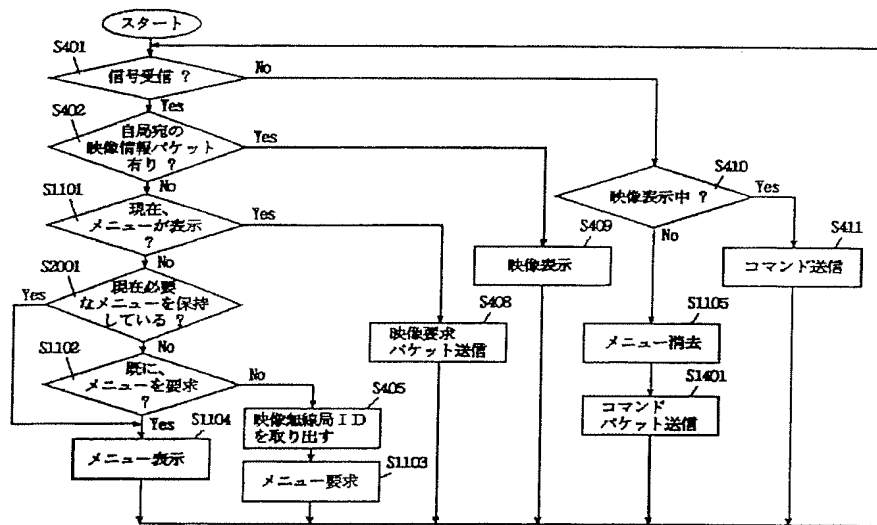 スタート
S401
信号受信 ?
No
Yes
S402
自局宛の
映像情報パケット
有り ?
Yes
No
S1101
現在、
メニューが表示
?
Yes
No
S2001
現在必要
なメニューを保持
している ?
Yes
No
S1102
既に、
メニューを要求
?
No
Yes
S1104
メニュー表示
S405
映像無線局ID
を取り出す
S1103
メニュー要求
S408
映像要求
パケット送信
S409
映像表示
S410
映像表示中 ?
Yes
No
S411
コマンド送信
S1105
メニュー消去
S1401
コマンド
パケット送信